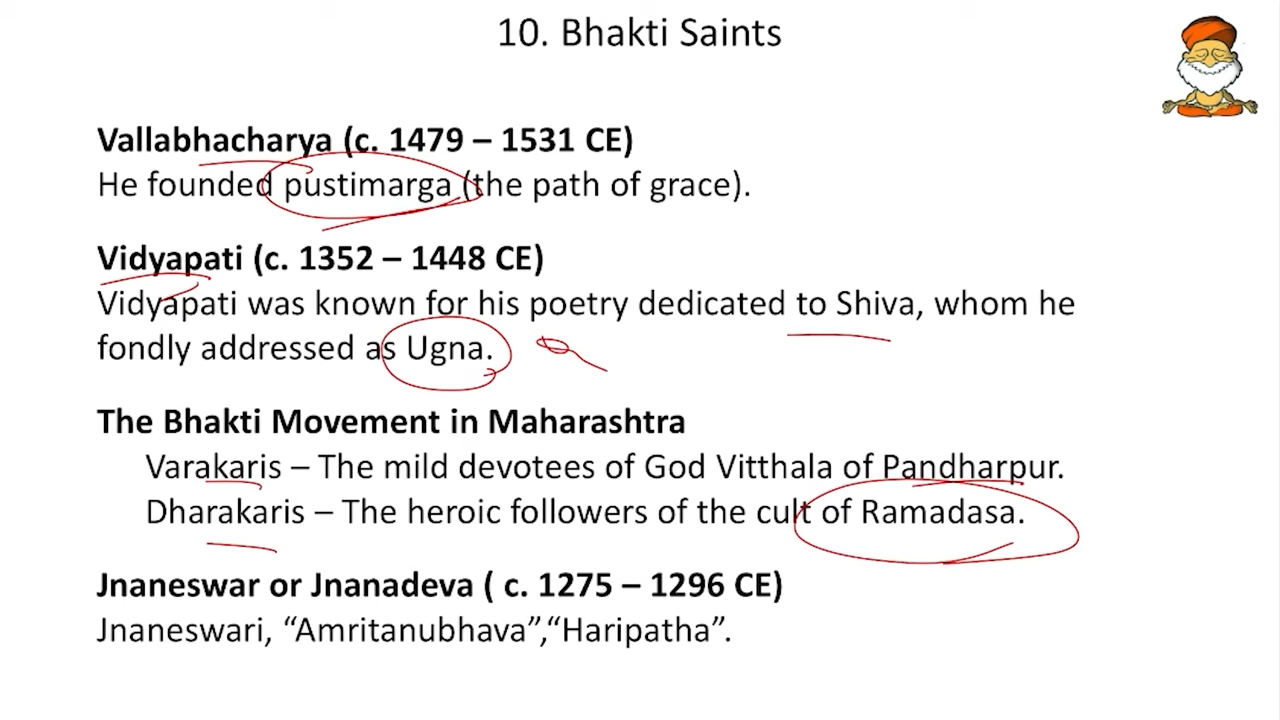 10. Bhakti Saints
Vallabhacharya (c. 1479 – 1531 CE)
He founded pustimarga (the path of grace).
Vidyapati (c. 1352 – 1448 CE)
Vidyapati was known for his poetry dedicated to Shiva, whom he
fondly addressed as Ugna.
The Bhakti Movement in Maharashtra
Varakaris – The mild devotees of God Vitthala of Pandharpur.
Dharakaris – The heroic followers of the cult of Ramadasa.
Jnaneswar or Jnanadeva ( c. 1275 – 1296 CE)
Jnaneswari, “Amritanubhava”,“Haripatha”.